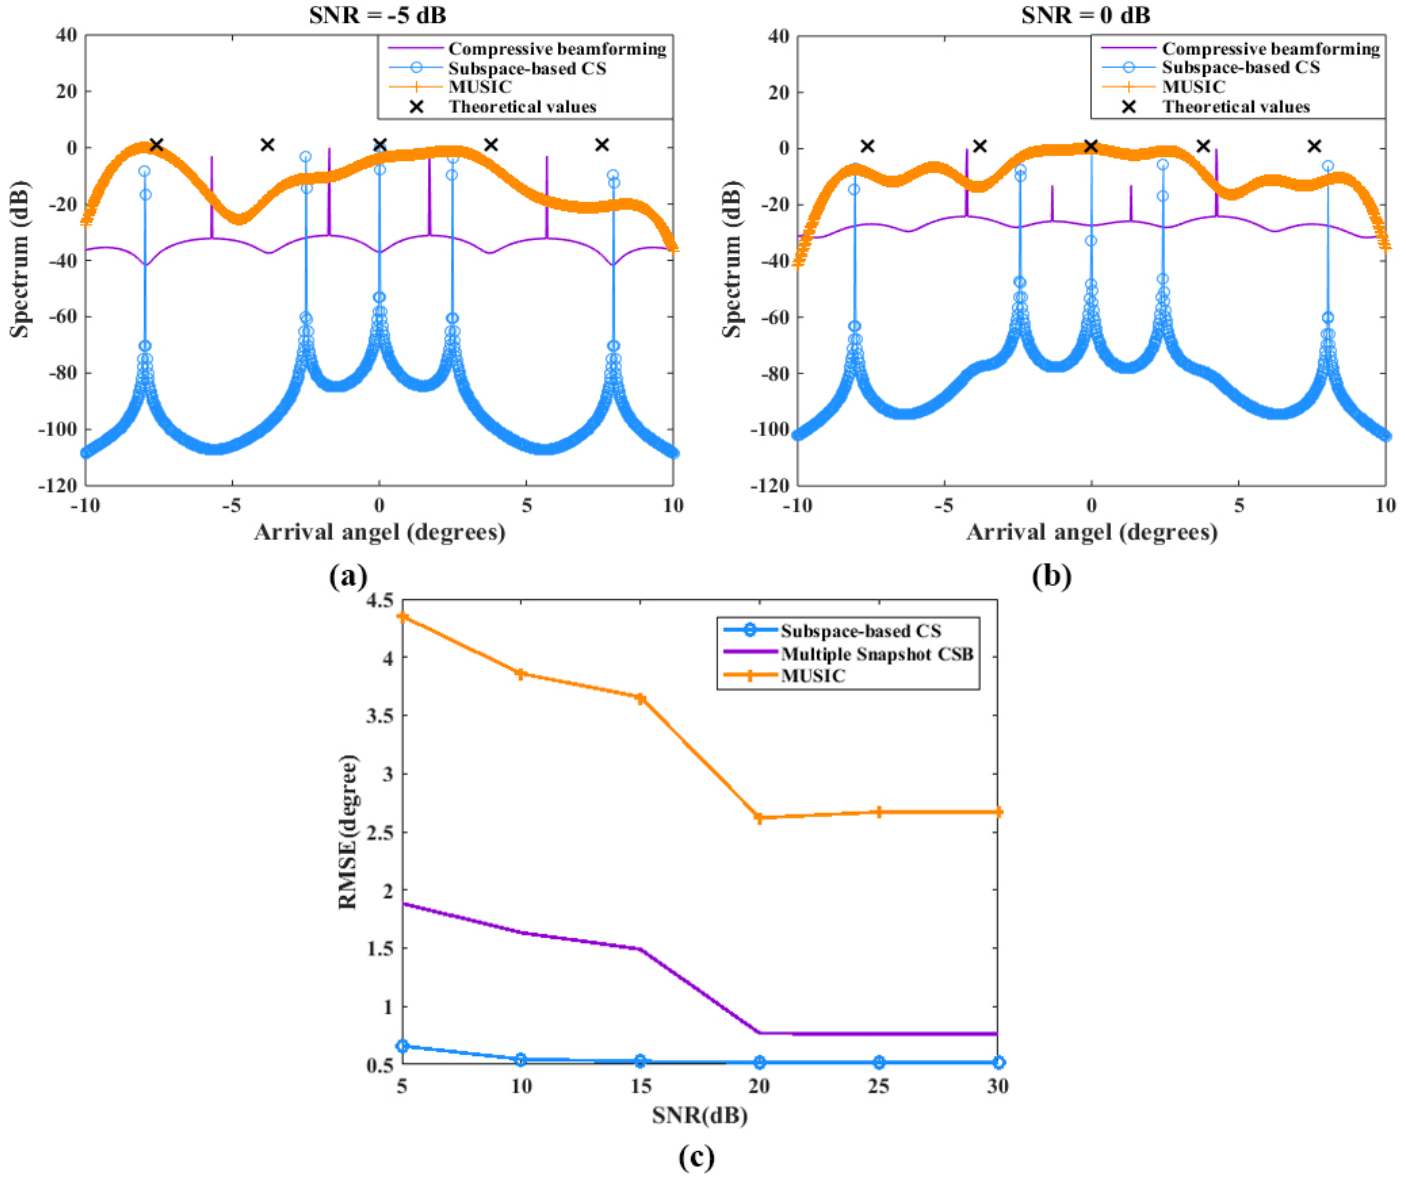 SNR = -5 dB
40
20
0
-20
-40
-60
-80
-100
-120
Spectrum (dB)
Compressive beamforming
Subspace-based CS
MUSIC
Theoretical values
-10
-5
0
5
10
Arrival angel (degrees)
(a)
SNR = 0 dB
40
20
0
-20
-40
-60
-80
-100
-120
Spectrum (dB)
Compressive beamforming
Subspace-based CS
MUSIC
Theoretical values
-10
-5
0
5
10
Arrival angel (degrees)
(b)
4.5
4
3.5
3
2.5
2
1.5
1
0.5
RMSE(degree)
Subspace-based CS
Multiple Snapshot CSB
MUSIC
5
10
15
20
25
30
SNR(dB)
(c)